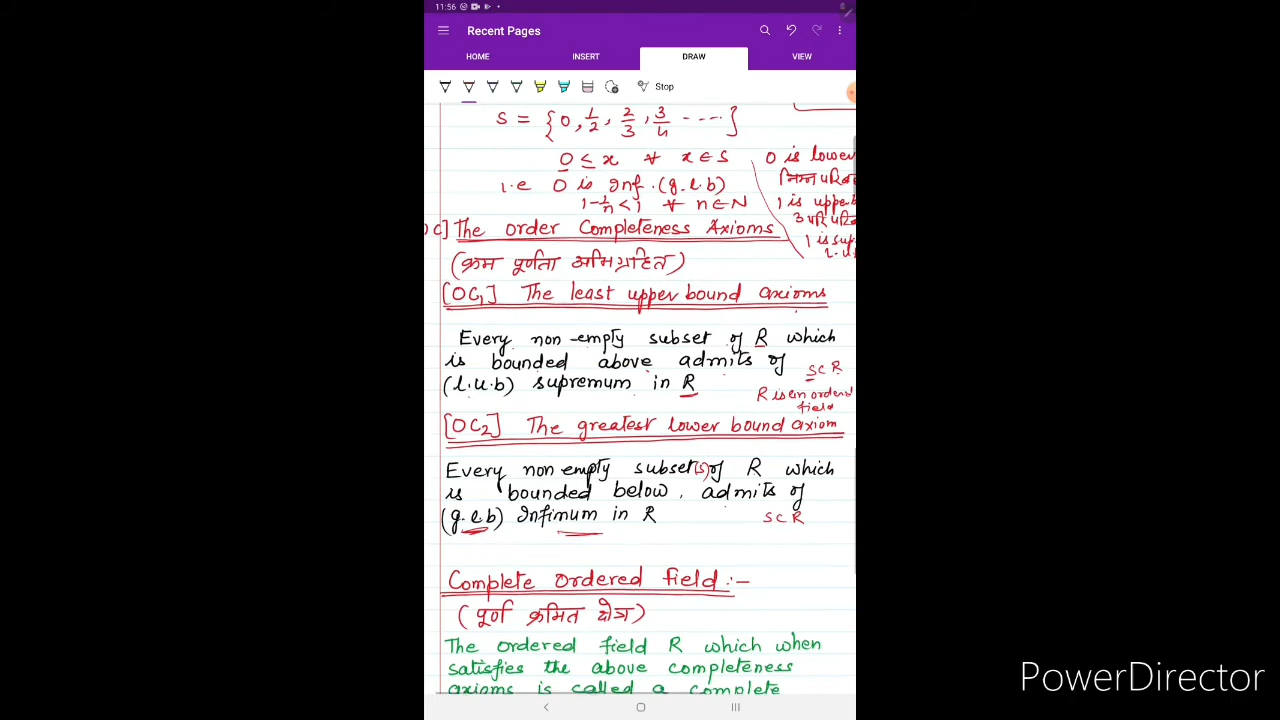 11:56
Recent Pages
HOME INSERT DRAW VIEW
Stop
S = {0, 1/2, 2/3, 3/4 ----}
0 ≤ x ∀ x ∈ S
0 is lower
i.e 0 is Inf. (g.l.b)
निम्न परि
1-1/n < 1 ∀ n ∈ N
1 is upper b
1 is sup
l.u
OC] The order Completeness Axioms
(क्रम पूर्णता अभिग्रहित)
[OC1] The least upper bound axioms
Every non-empty subset of R which
is bounded above admits of
(l.u.b) supremum in R
S ⊂ R
R is an ordered
field
[OC2] The greatest lower bound axiom
Every non empty subset(s) of R which
is bounded below, admits of
(g.l.b) Infimum in R
S ⊂ R
Complete Ordered field :-
(पूर्ण क्रमित क्षेत्र)
The ordered field R which when
satisfies the above completeness
axioms is called a complete
PowerDirector